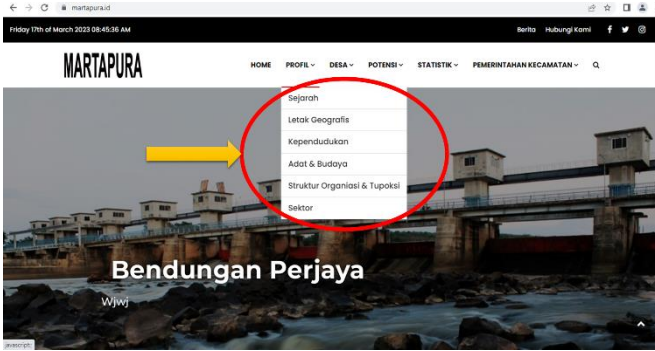 martapura.id
Friday 17th of March 2023 08:45:36 AM
Berita Hubungi Kami
MARTAPURA
HOME PROFIL DESA POTENSI STATISTIK PEMERINTAHAN KECAMATAN
Sejarah
Letak Geografis
Kependudukan
Adat & Budaya
Struktur Organiasi & Tupoksi
Sektor
Bendungan Perjaya
Wjwj
javascript: